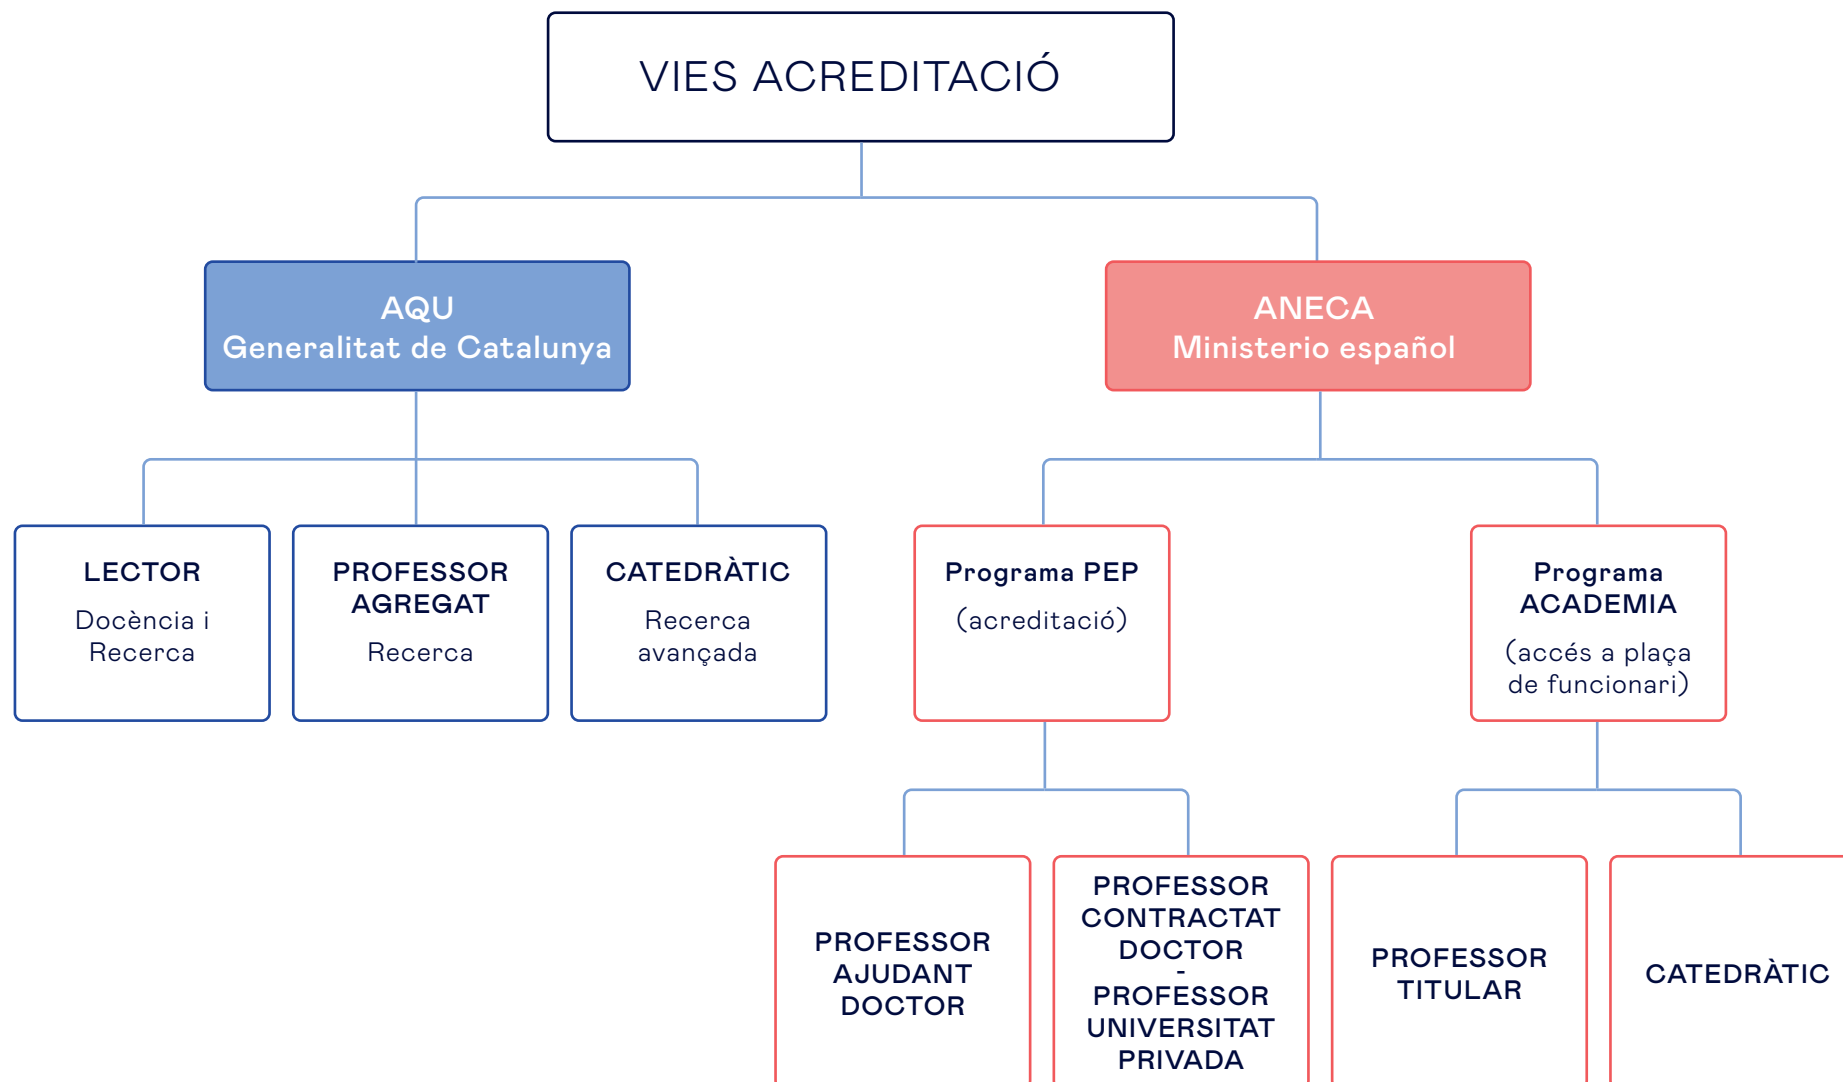 VIES ACREDITACIÓ
AQU
Generalitat de Catalunya
ANECA
Ministerio español
LECTOR
Docència i
Recerca
PROFESSOR
AGREGAT
Recerca
CATEDRÀTIC
Recerca
avançada
Programa PEP
(acreditació)
Programa
ACADEMIA
(accés a plaça
de funcionari)
PROFESSOR
AJUDANT
DOCTOR
PROFESSOR
CONTRACTAT
DOCTOR
-
PROFESSOR
UNIVERSITAT
PRIVADA
PROFESSOR
TITULAR
CATEDRÀTIC